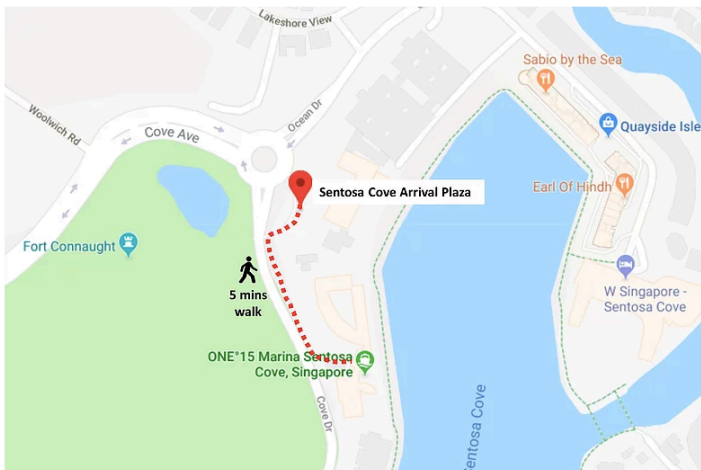 Lakeshore View
Sabio by the Sea
Woolwich Rd
Ocean Dr
Cove Ave
Quayside Isle
Sentosa Cove Arrival Plaza
Earl Of Hindh
Fort Connaught
5 mins
walk
W Singapore -
Sentosa Cove
ONE°15 Marina Sentosa
Cove, Singapore
Cove Dr
entosa Cove